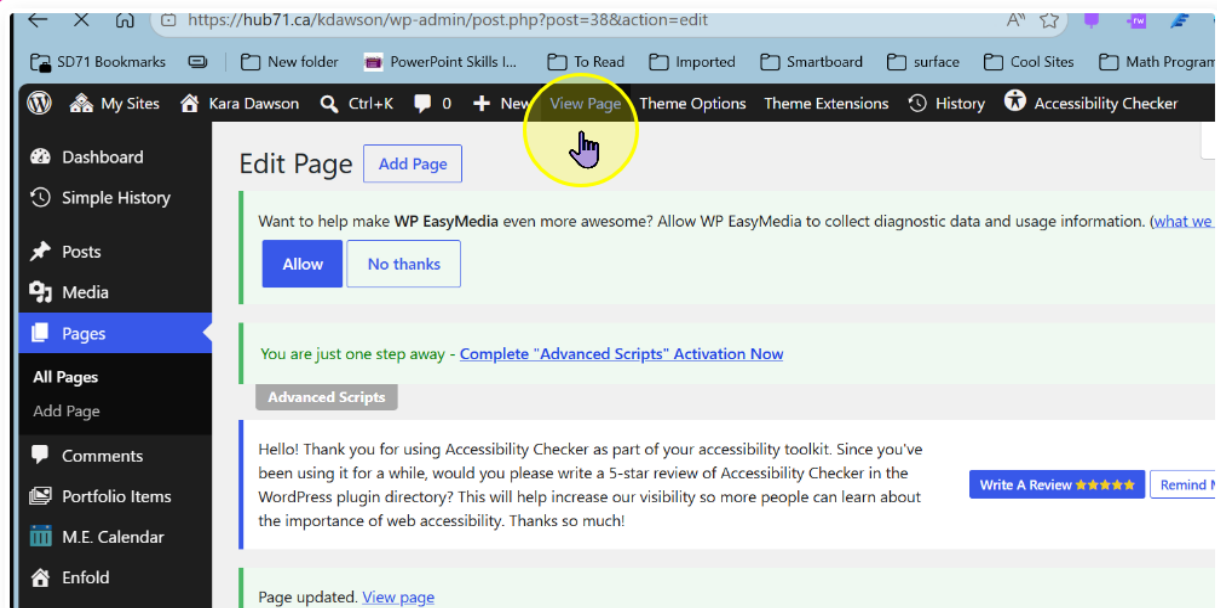 https://hub71.ca/kdawson/wp-admin/post.php?post=38&action=edit
SD71 Bookmarks New folder PowerPoint Skills I... To Read Imported Smartboard surface Cool Sites Math Program
My Sites Kara Dawson Ctrl+K 0 + New View Page Theme Options Theme Extensions History Accessibility Checker
Dashboard
Simple History
Posts
Media
Pages
All Pages
Add Page
Comments
Portfolio Items
M.E. Calendar
Enfold
Edit Page Add Page
Want to help make WP EasyMedia even more awesome? Allow WP EasyMedia to collect diagnostic data and usage information. (what we
Allow No thanks
You are just one step away - Complete "Advanced Scripts" Activation Now
Advanced Scripts
Hello! Thank you for using Accessibility Checker as part of your accessibility toolkit. Since you've
been using it for a while, would you please write a 5-star review of Accessibility Checker in the
WordPress plugin directory? This will help increase our visibility so more people can learn about
the importance of web accessibility. Thanks so much!
Write A Review ★★★★★ Remind
Page updated. View page